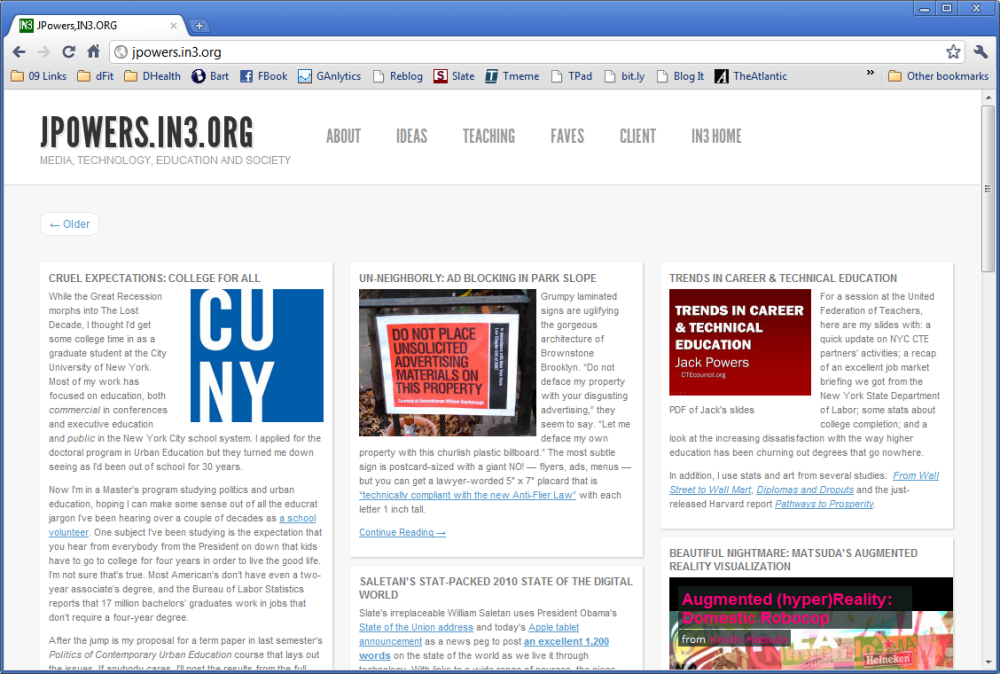 JPowers,IN3.ORG
jpowers.in3.org
09 Links
dFit
DHealth
Bart
FBook
GAnlytics
Reblog
Slate
Tmeme
TPad
bit.ly
Blog It
TheAtlantic
»
Other bookmarks
JPOWERS.IN3.ORG
MEDIA, TECHNOLOGY, EDUCATION AND SOCIETY
ABOUT
IDEAS
TEACHING
FAVES
CLIENT
IN3 HOME
← Older
CRUEL EXPECTATIONS: COLLEGE FOR ALL
While the Great Recession
morphs into The Lost
Decade, I thought I'd get
some college time in as a
graduate student at the City
University of New York.
Most of my work has
focused on education, both
commercial in conferences
and executive education
and public in the New York City school system. I applied for the
doctoral program in Urban Education but they turned me down
seeing as I'd been out of school for 30 years.
CU
NY
Now I'm in a Master's program studying politics and urban
education, hoping I can make some sense out of all the educrat
jargon I've been hearing over a couple of decades as a school
volunteer. One subject I've been studying is the expectation that
you hear from everybody from the President on down that kids
have to go to college for four years in order to live the good life.
I'm not sure that's true. Most American's don't have even a two-
year associate's degree, and the Bureau of Labor Statistics
reports that 17 million bachelors' graduates work in jobs that
don't require a four-year degree.
After the jump is my proposal for a term paper in last semester's
Politics of Contemporary Urban Education course that lays out
the issues. If anybody cares, I'll post the results from the full
UN-NEIGHBORLY: AD BLOCKING IN PARK SLOPE
DO NOT PLACE
UNSOLICITED
ADVERTISING
MATERIALS ON
THIS PROPERTY
Grumpy laminated
signs are uglifying
the gorgeous
architecture of
Brownstone
Brooklyn. "Do not
deface my property
with your disgusting
advertising," they
seem to say. "Let me
deface my own
property with this churlish plastic billboard." The most subtle
sign is postcard-sized with a giant NO! — flyers, ads, menus —
but you can get a lawyer-worded 5" x 7" placard that is
"technically compliant with the new Anti-Flier Law" with each
letter 1 inch tall.
Continue Reading →
SALETAN'S STAT-PACKED 2010 STATE OF THE DIGITAL
WORLD
Slate's irreplaceable William Saletan uses President Obama's
State of the Union address and today's Apple tablet
announcement as a news peg to post an excellent 1,200
words on the state of the world as we live it through
technology. With links to a wide range of sources, the piece
TRENDS IN CAREER & TECHNICAL EDUCATION
TRENDS IN CAREER
& TECHNICAL
EDUCATION
Jack Powers
CTEcouncil.org
PDF of Jack's slides
For a session at the United
Federation of Teachers,
here are my slides with: a
quick update on NYC CTE
partners' activities; a recap
of an excellent job market
briefing we got from the
New York State Department
of Labor; some stats about
college completion; and a
look at the increasing dissatisfaction with the way higher
education has been churning out degrees that go nowhere.
In addition, I use stats and art from several studies: From Wall
Street to Wall Mart, Diplomas and Droputs and the just-
released Harvard report Pathways to Prosperity.
BEAUTIFUL NIGHTMARE: MATSUDA'S AUGMENTED
REALITY VISUALIZATION
Augmented (hyper)Reality:
Domestic Robocop
from Keiichi Matsuda
Heineken